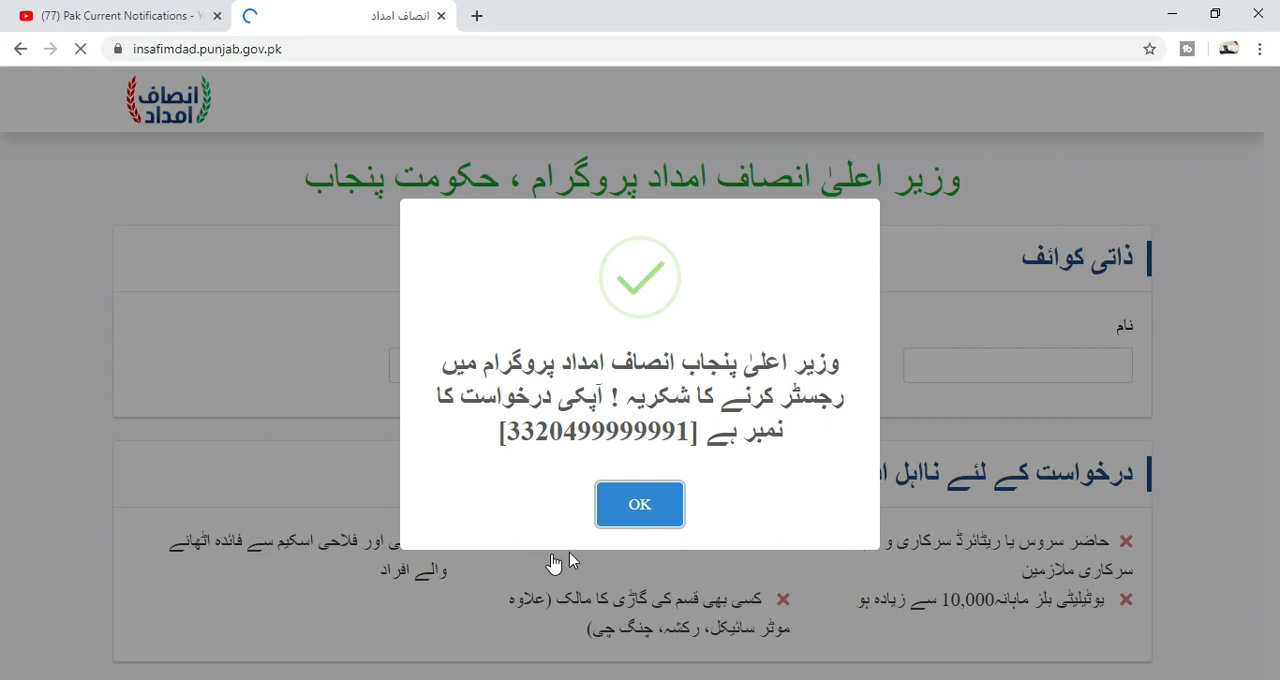 (77) Pak Current Notifications -
انصاف امداد
insafimdad.punjab.gov.pk
انصاف
امداد
وزیر اعلیٰ انصاف امداد پروگرام ، حکومت پنجاب
ذاتی کوائف
نام
وزیر اعلیٰ پنجاب انصاف امداد پروگرام میں
رجسٹر کرنے کا شکریہ ! آپکی درخواست کا
نمبر ہے [3320499999991]
OK
درخواست کے لئے نااہل
حاضر سروس یا ریٹائرڈ سرکاری و
سرکاری ملازمین
یوٹیلیٹی بلز ماہانہ10,000 سے زیادہ ہو
کسی بھی قسم کی گاڑی کا مالک (علاوہ
موٹر سائیکل، رکشہ، چنگ چی)
اور فلاحی اسکیم سے فائدہ اٹھانے
والے افراد